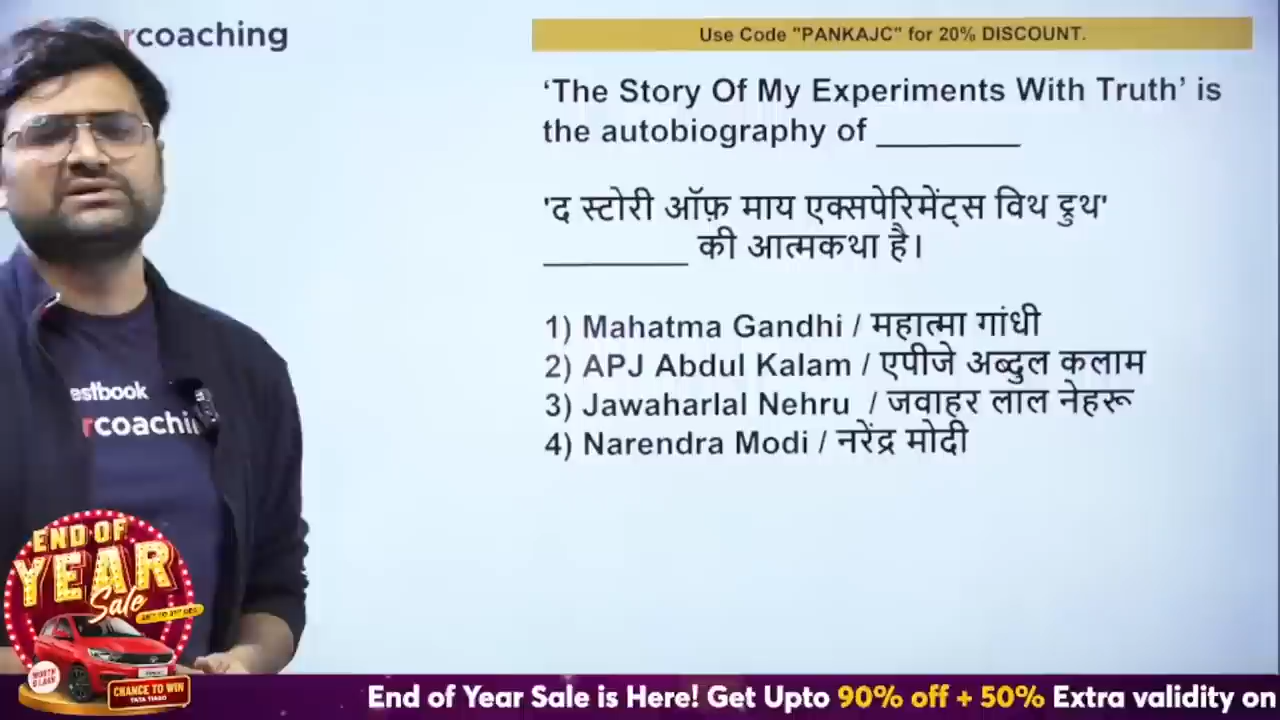 rcoaching
Use Code "PANKAJC" for 20% DISCOUNT.
‘The Story Of My Experiments With Truth’ is
the autobiography of ________
'द स्टोरी ऑफ़ माय एक्सपेरिमेंट्स विथ ट्रुथ'
________ की आत्मकथा है।
1) Mahatma Gandhi / महात्मा गांधी
2) APJ Abdul Kalam / एपीजे अब्दुल कलाम
3) Jawaharlal Nehru / जवाहर लाल नेहरू
4) Narendra Modi / नरेंद्र मोदी
estbook
rcoachi
END OF
YEAR
Sale
CHANCE TO WIN
TATA TIAGO
End of Year Sale is Here! Get Upto 90% off + 50% Extra validity on